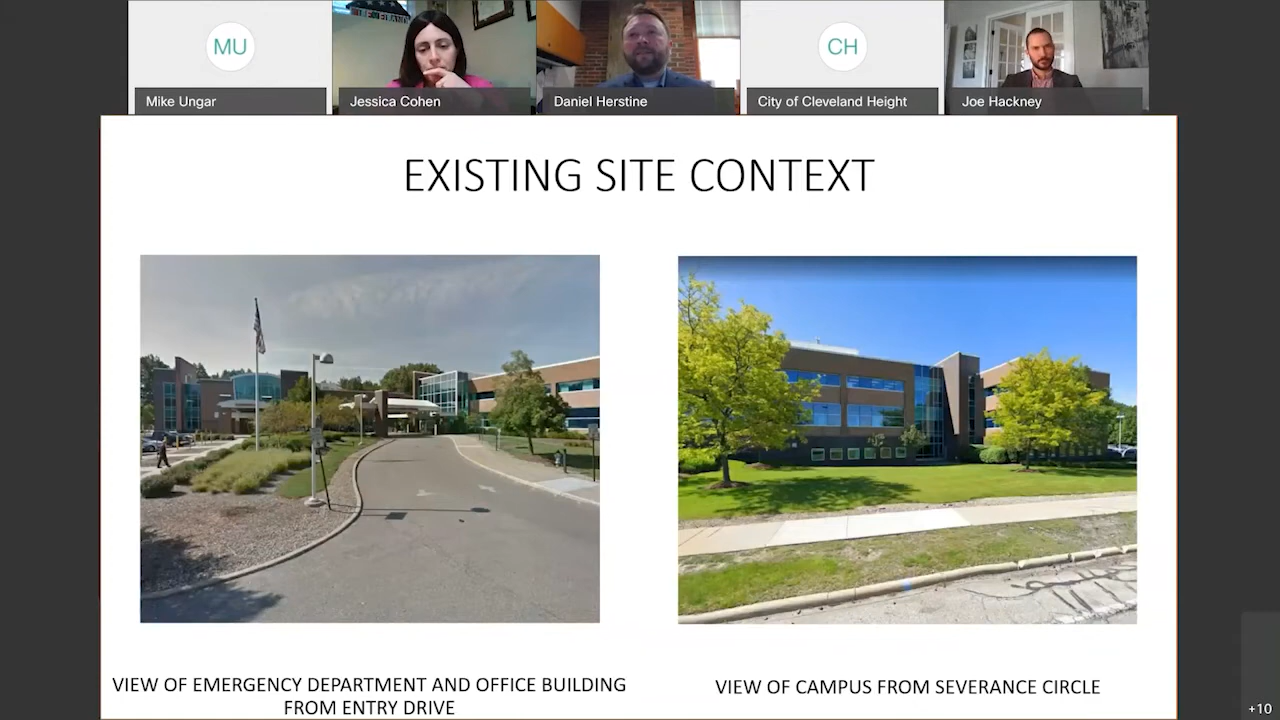 MU
CH
Mike Ungar
Jessica Cohen
Daniel Herstine
City of Cleveland Height
Joe Hackney
EXISTING SITE CONTEXT
VIEW OF EMERGENCY DEPARTMENT AND OFFICE BUILDING
FROM ENTRY DRIVE
VIEW OF CAMPUS FROM SEVERANCE CIRCLE
+10